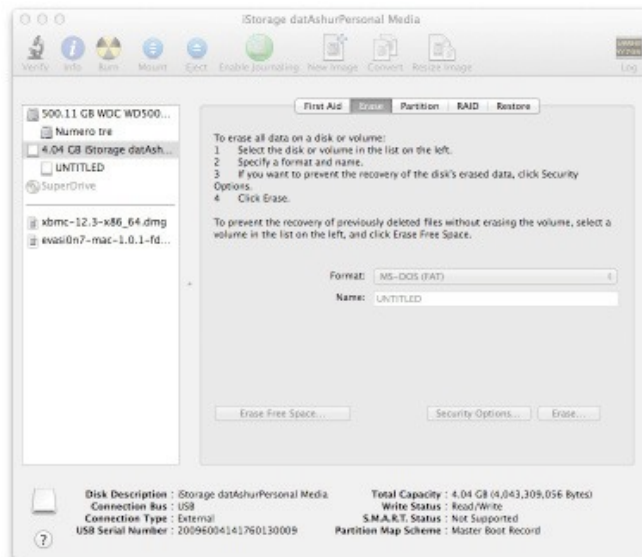 iStorage datAshurPersonal Media
Verify Info Burn Mount Eject Enable Journaling New Image Convert Resize Image Log
500.11 GB WDC WD500...
Numero tre
4.04 GB iStorage datAsh...
UNTITLED
SuperDrive
xbmc-12.3-x86_64.dmg
evasi0n7-mac-1.0.1-fd...
First Aid Erase Partition RAID Restore
To erase all data on a disk or volume:
1 Select the disk or volume in the list on the left.
2 Specify a format and name.
3 If you want to prevent the recovery of the disk's erased data, click Security
Options.
4 Click Erase.
To prevent the recovery of previously deleted files without erasing the volume, select a
volume in the list on the left, and click Erase Free Space.
Format: MS-DOS (FAT)
Name: UNTITLED
Erase Free Space... Security Options... Erase...
Disk Description : iStorage datAshurPersonal Media Total Capacity : 4.04 GB (4,043,309,056 Bytes)
Connection Bus : USB Write Status : Read/Write
Connection Type : External S.M.A.R.T. Status : Not Supported
USB Serial Number : 20096004141760130009 Partition Map Scheme : Master Boot Record
?